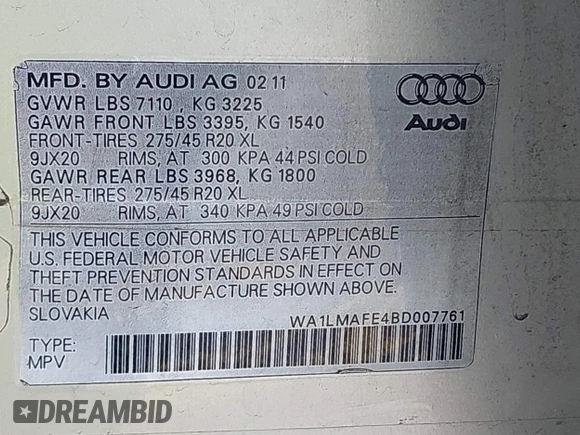 MFD. BY AUDI AG 02 11
GVWR LBS 7110 , KG 3225
GAWR FRONT LBS 3395, KG 1540
FRONT-TIRES 275/45 R20 XL
9JX20 RIMS, AT 300 KPA 44 PSI COLD
GAWR REAR LBS 3968, KG 1800
REAR-TIRES 275/45 R20 XL
9JX20 RIMS, AT 340 KPA 49 PSI COLD
Audi
THIS VEHICLE CONFORMS TO ALL APPLICABLE
U.S. FEDERAL MOTOR VEHICLE SAFETY AND
THEFT PREVENTION STANDARDS IN EFFECT ON
THE DATE OF MANUFACTURE SHOWN ABOVE.
SLOVAKIA
WA1LMAFE4BD007761
TYPE:
MPV
DREAMBID